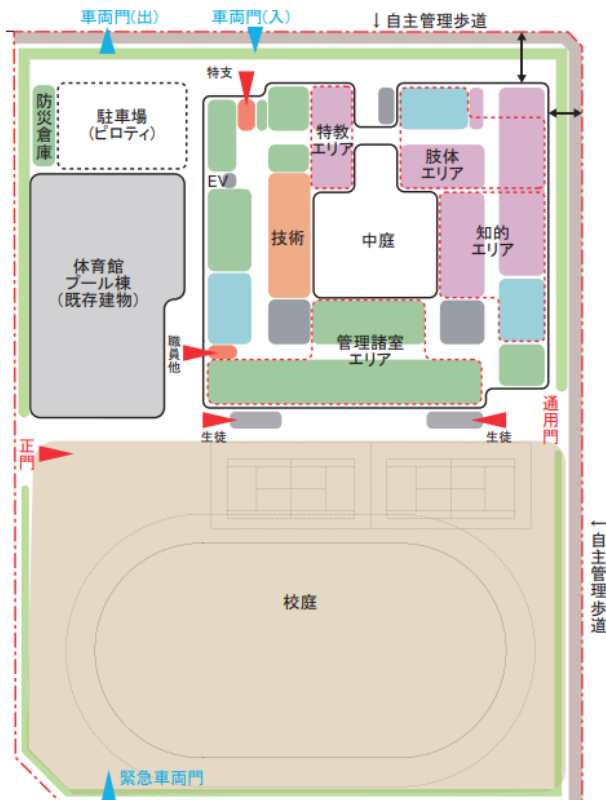 車両門(出)
車両門(入)
↓自主管理歩道
特支
防災倉庫
駐車場
(ピロティ)
特教
エリア
肢体
エリア
EV
技術
中庭
知的
エリア
体育館
プール棟
(既存建物)
職員他
管理諸室
エリア
生徒
生徒
通用門
正門
↓自主管理歩道
校庭
緊急車両門